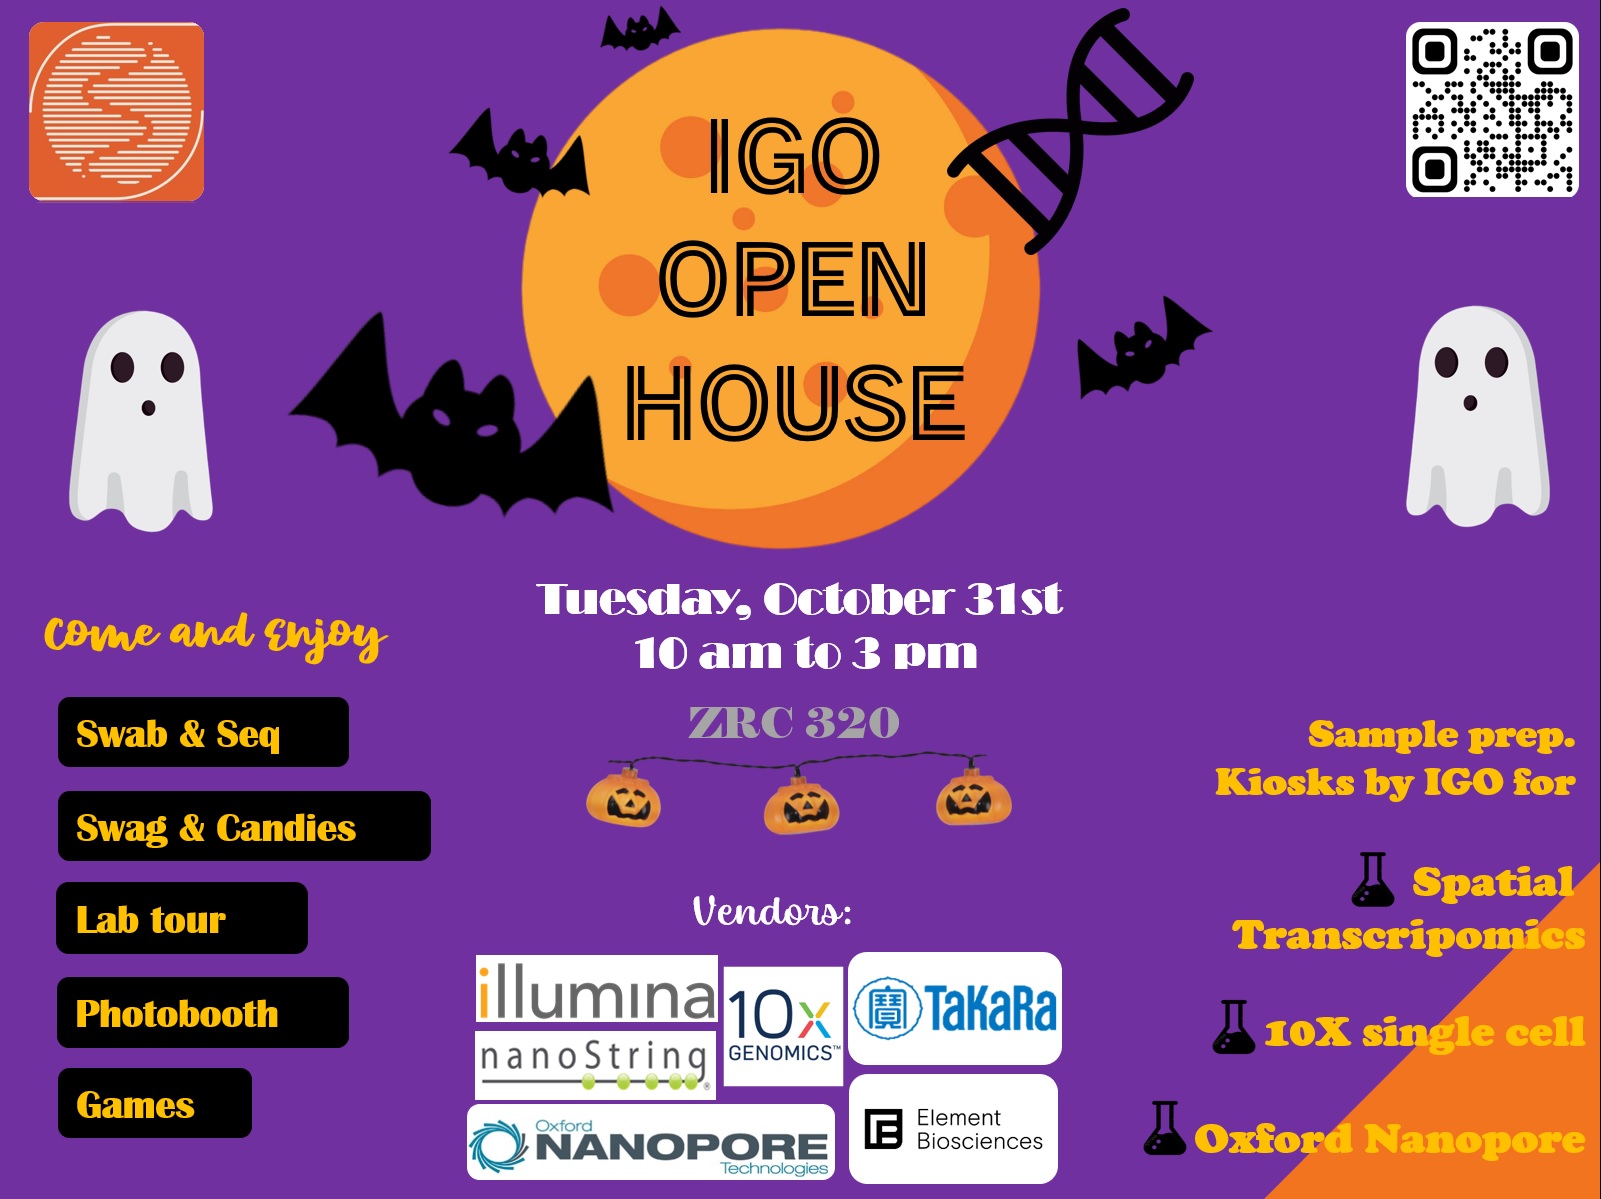 IGO
OPEN
HOUSE
Tuesday, October 31st
10 am to 3 pm
ZRC 320
Come and Enjoy
Swab & Seq
Swag & Candies
Lab tour
Photobooth
Games
Vendors:
illumina
nanoString®
10x
GENOMICS™
寶
TaKaRa
Oxford
NANOPORE
Technologies
Element
Biosciences
Sample prep.
Kiosks by IGO for
Spatial
Transcripomics
10X single cell
Oxford Nanopore